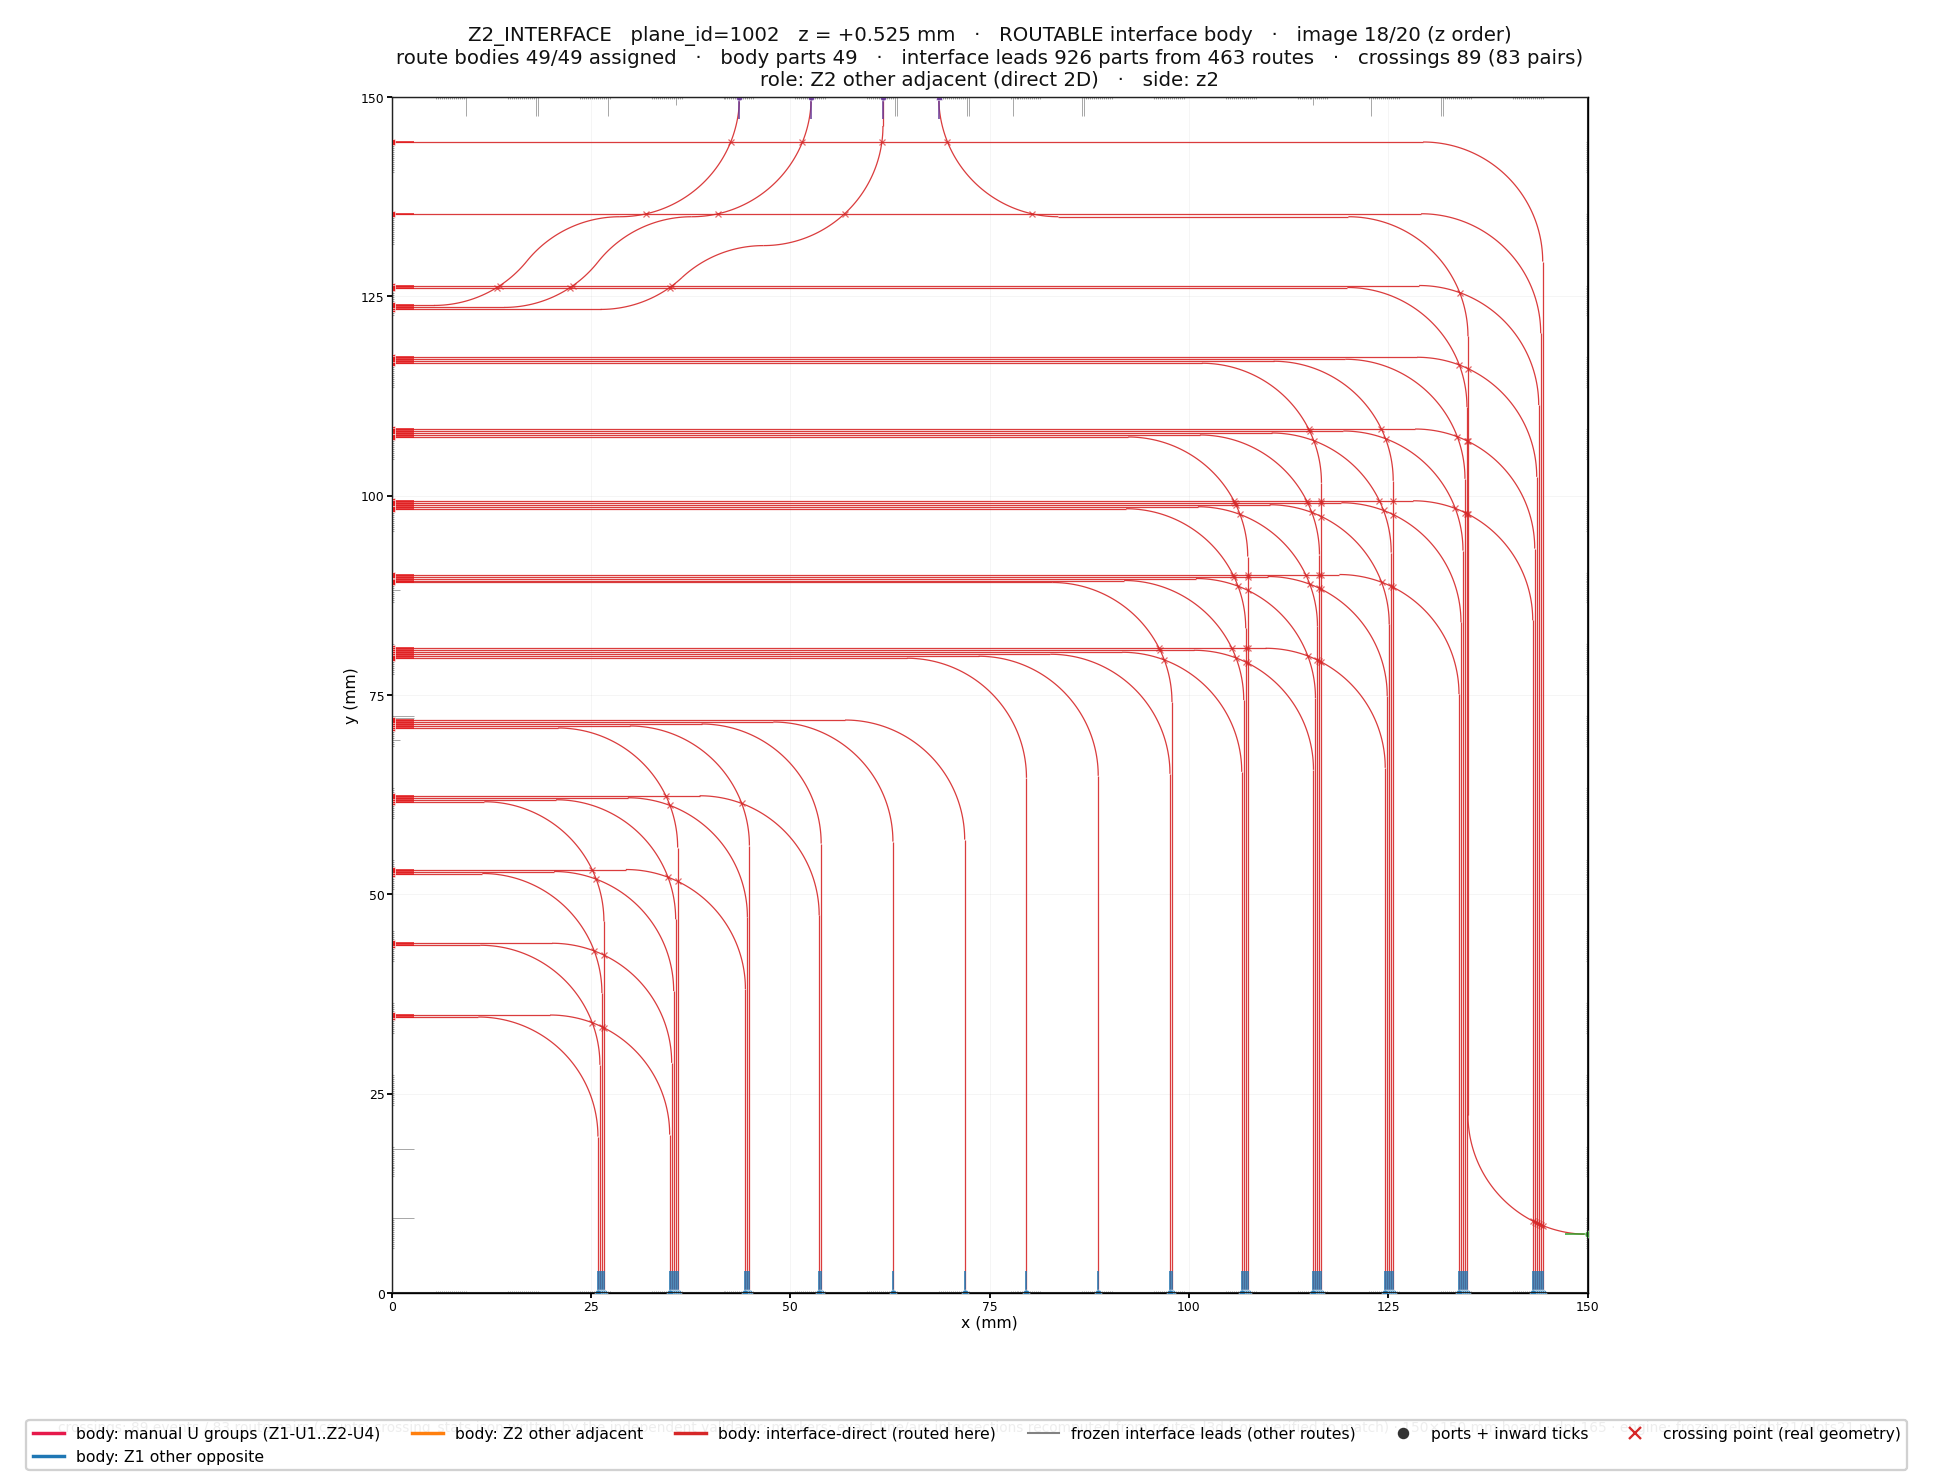 Z2_INTERFACE plane_id=1002 z = +0.525 mm · ROUTABLE interface body · image 18/20 (z order)
route bodies 49/49 assigned · body parts 49 · interface leads 926 parts from 463 routes · crossings 89 (83 pairs)
role: Z2 other adjacent (direct 2D) · side: z2
150
125
100
75
50
25
0
y (mm)
0 25 50 75 100 125 150
x (mm)
body: manual U groups (Z1-U1..Z2-U4) body: Z2 other adjacent body: interface-direct (routed here) frozen interface leads (other routes) ports + inward ticks crossing point (real geometry)
body: Z1 other opposite